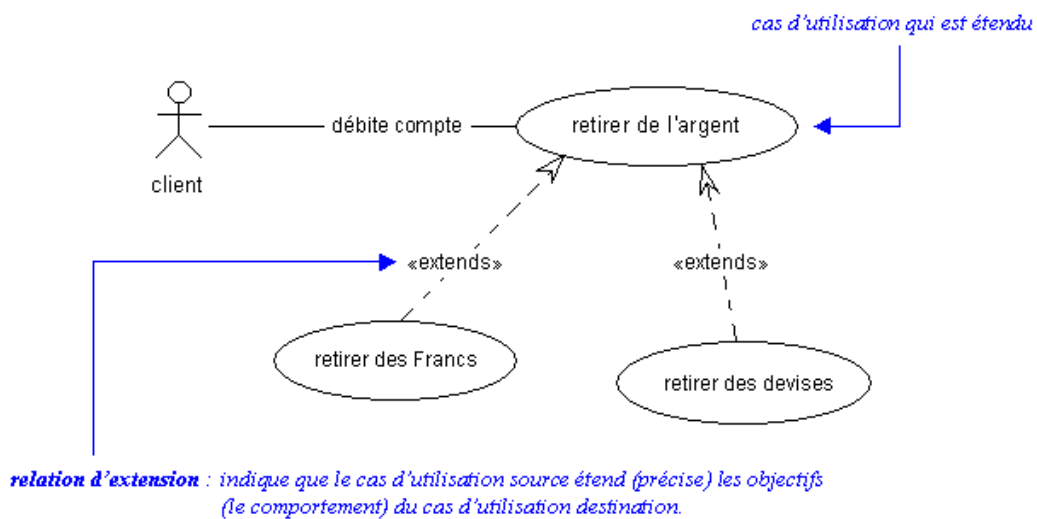 cas d'utilisation qui est étendu
débite compte
retirer de l'argent
client
«extends»
«extends»
retirer des Francs
retirer des devises
relation d'extension : indique que le cas d'utilisation source étend (précise) les objectifs
(le comportement) du cas d'utilisation destination.